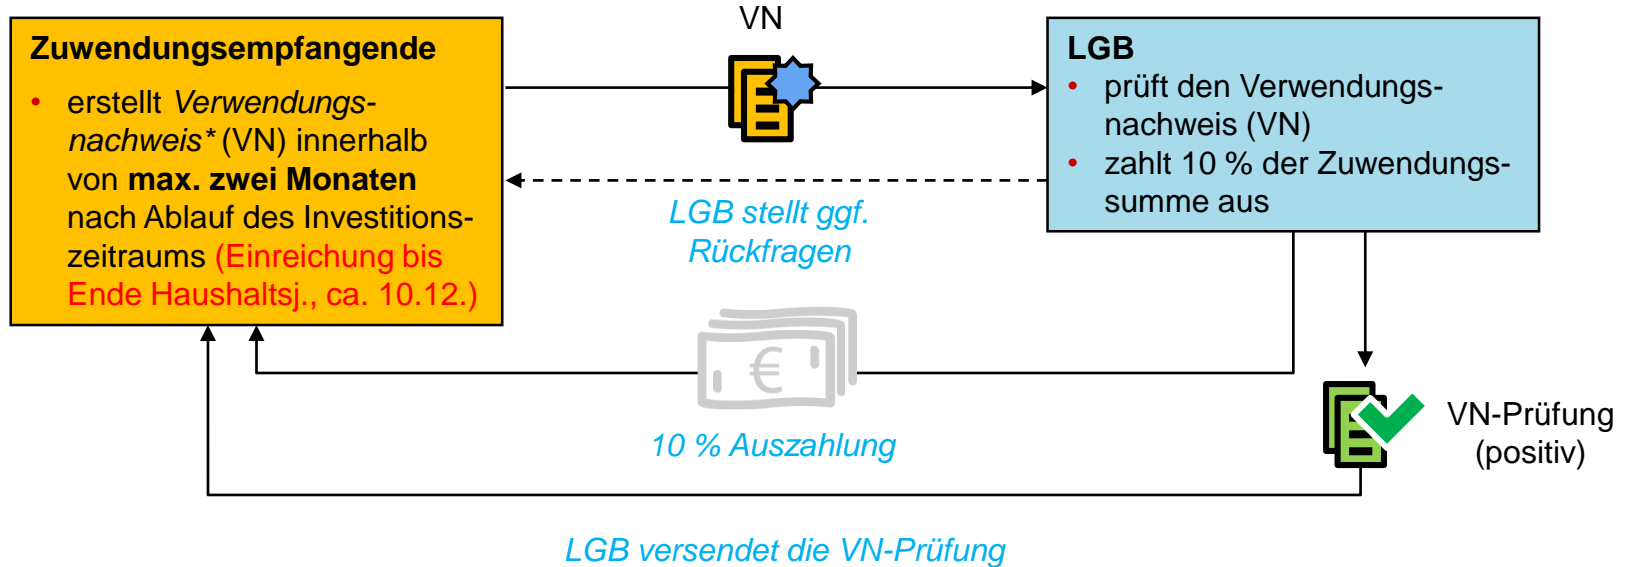 VN
Zuwendungsempfangende
• erstellt Verwendungs-
nachweis* (VN) innerhalb
von max. zwei Monaten
nach Ablauf des Investitions-
zeitraums (Einreichung bis
Ende Haushaltsj., ca. 10.12.)
LGB
• prüft den Verwendungs-
nachweis (VN)
• zahlt 10 % der Zuwendungs-
summe aus
LGB stellt ggf.
Rückfragen
€
10 % Auszahlung
VN-Prüfung
(positiv)
LGB versendet die VN-Prüfung